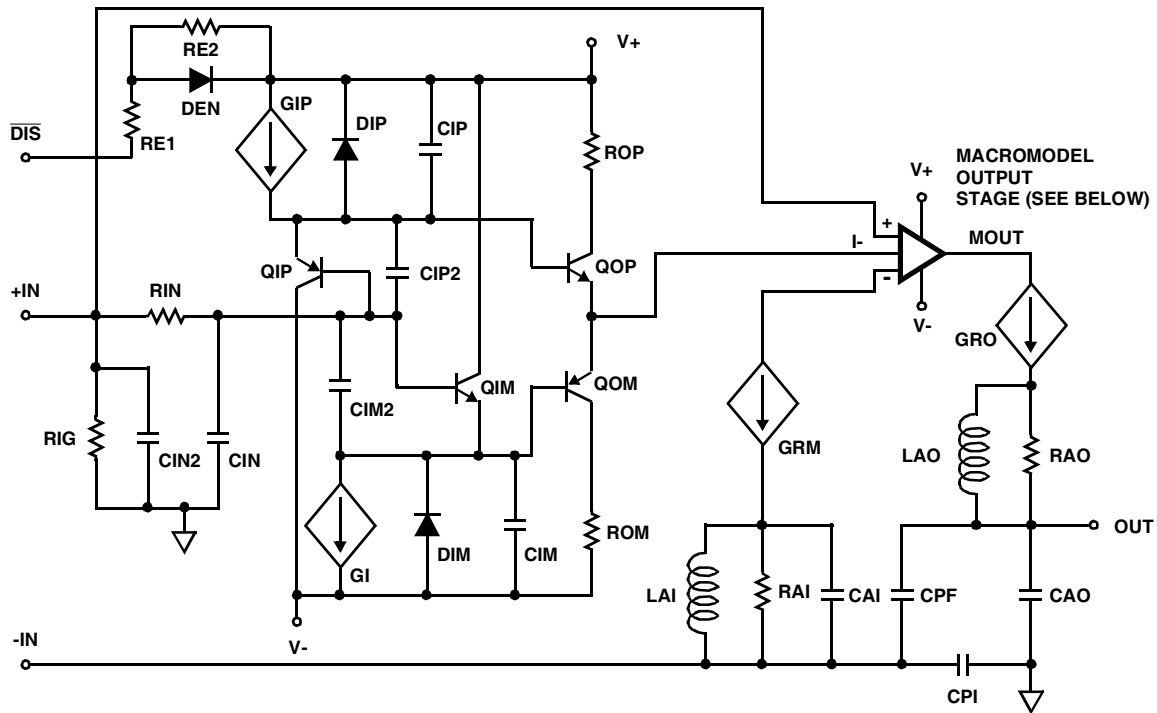 RE2
V+
DEN
GIP
DIP
CIP
D̅I̅S̅
RE1
ROP
MACROMODEL
OUTPUT
STAGE (SEE BELOW)
V+
+
I-
MOUT
-
V-
QIP
CIP2
QOP
+IN
RIN
GRO
QIM
QOM
CIM2
RIG
CIN2
CIN
GRM
LAO
RAO
OUT
GI
DIM
CIM
ROM
LAI
RAI
CAI
CPF
CAO
V-
-IN
CPI